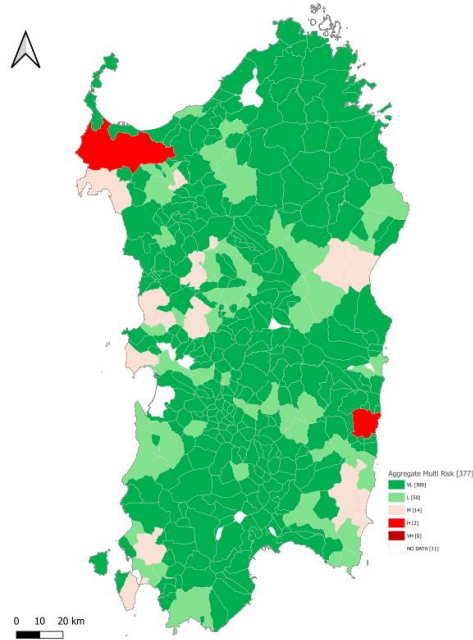 Aggregate Multi Risk [377]
VL [300]
L [50]
M [14]
H [2]
VH [0]
NO DATA [11]
0 10 20 km